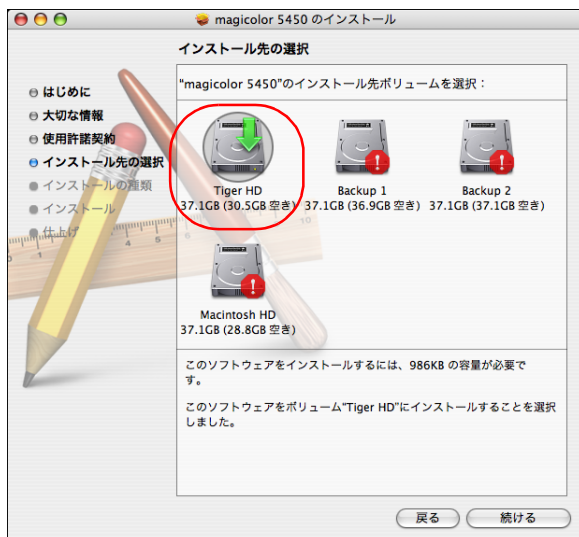 magicolor 5450 のインストール
インストール先の選択
はじめに
大切な情報
使用許諾契約
インストール先の選択
インストールの種類
インストール
仕上げ
"magicolor 5450"のインストール先ボリュームを選択：
Tiger HD
37.1GB (30.5GB 空き)
Backup 1
37.1GB (36.9GB 空き)
Backup 2
37.1GB (37.1GB 空き)
Macintosh HD
37.1GB (28.8GB 空き)
このソフトウェアをインストールするには、986KB の容量が必要で
す。
このソフトウェアをボリューム"Tiger HD"にインストールすることを選択
しました。
戻る
続ける